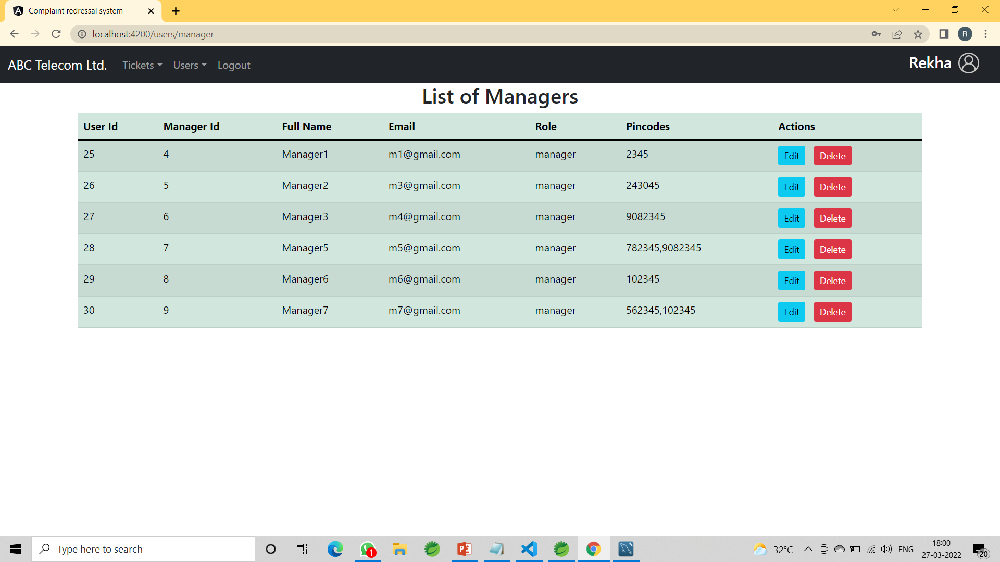 Complaint redressal system
localhost:4200/users/manager
R
ABC Telecom Ltd. Tickets Users Logout Rekha
List of Managers
User Id Manager Id Full Name Email Role Pincodes Actions
25 4 Manager1 m1@gmail.com manager 2345 Edit Delete
26 5 Manager2 m3@gmail.com manager 243045 Edit Delete
27 6 Manager3 m4@gmail.com manager 9082345 Edit Delete
28 7 Manager5 m5@gmail.com manager 782345,9082345 Edit Delete
29 8 Manager6 m6@gmail.com manager 102345 Edit Delete
30 9 Manager7 m7@gmail.com manager 562345,102345 Edit Delete
Type here to search 1 32°C ENG 18:00
27-03-2022 20